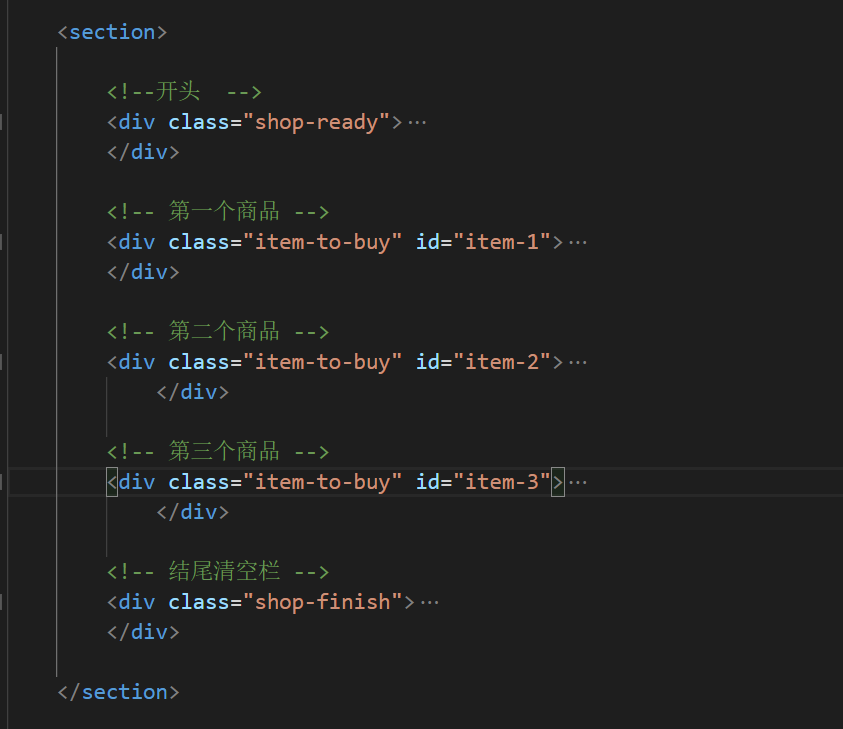 <section>
<!--开头  -->
<div class="shop-ready">…
</div>
<!-- 第一个商品 -->
<div class="item-to-buy" id="item-1">…
</div>
<!-- 第二个商品 -->
<div class="item-to-buy" id="item-2">…
</div>
<!-- 第三个商品 -->
<div class="item-to-buy" id="item-3">…
</div>
<!-- 结尾清空栏 -->
<div class="shop-finish">…
</div>
</section>